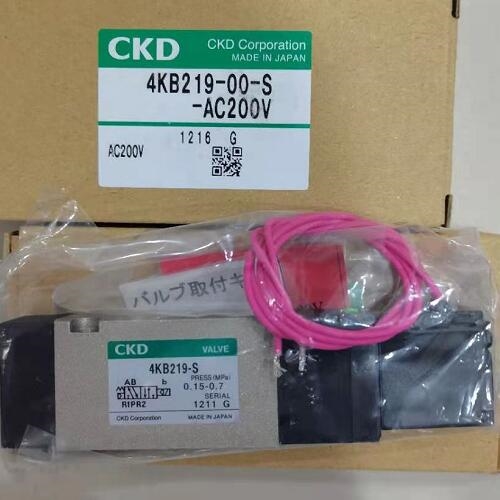 CKD
CKD Corporation
MADE IN JAPAN
4KB219-00-S
-AC200V
1216 G
AC200V
バルブ取付キ
CKD VALVE
4KB219-S
PRESS(MPa)
AB b
0.15-0.7
R1PR2
SERIAL
1211 G
CKD Corporation
MADE IN JAPAN